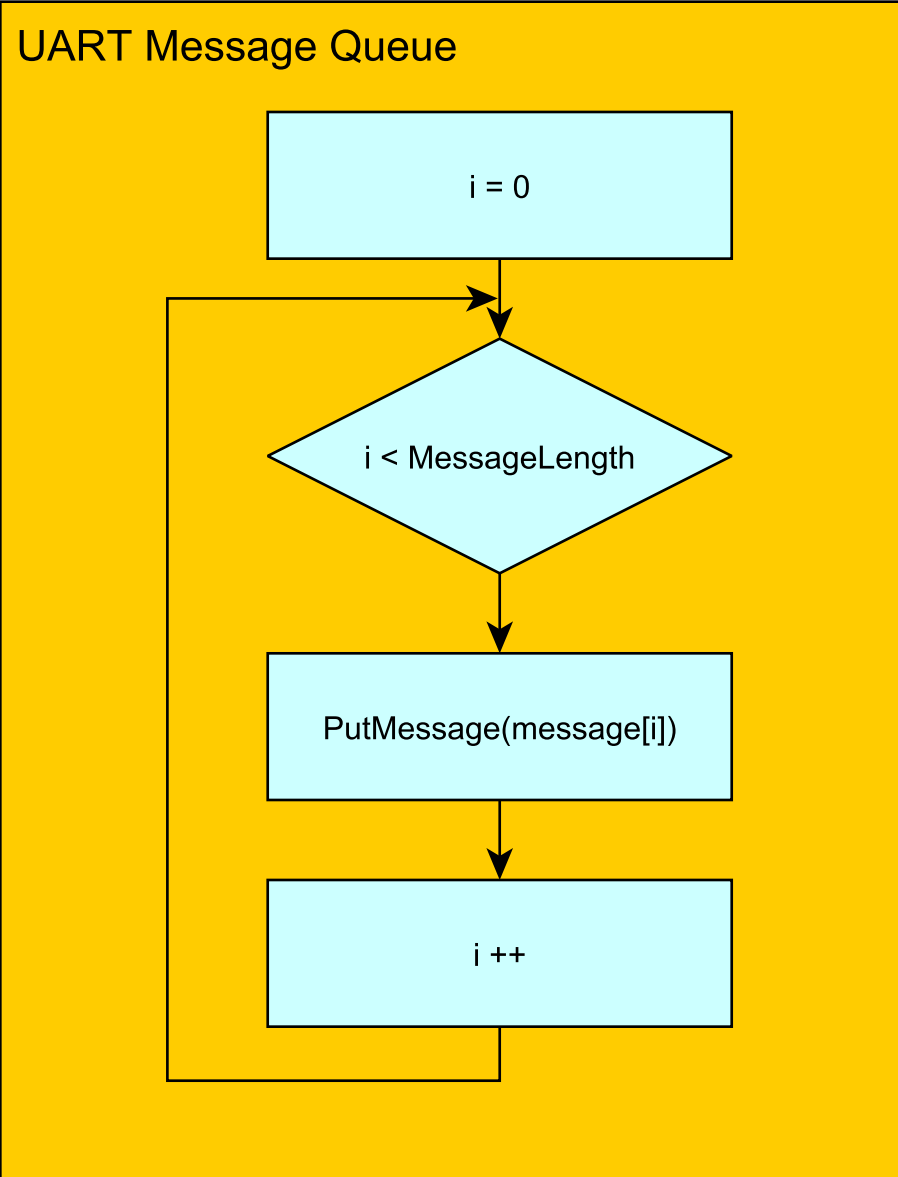 UART Message Queue
i = 0
i < MessageLength
PutMessage(message[i])
i ++